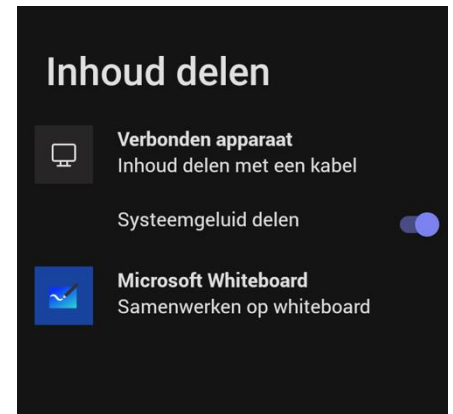 Inhoud delen
Verbonden apparaat
Inhoud delen met een kabel
Systeemgeluid delen
Microsoft Whiteboard
Samenwerken op whiteboard